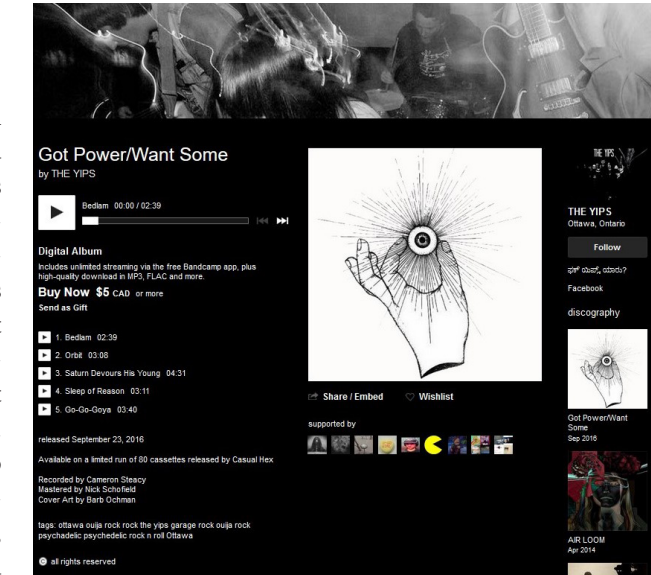 Got Power/Want Some
by THE YIPS
Bedlam 00:00 / 02:39
Digital Album
Includes unlimited streaming via the free Bandcamp app, plus
high-quality download in MP3, FLAC and more.
Buy Now $5 CAD or more
Send as Gift
1. Bedlam 02:39
2. Orbit 03:08
3. Saturn Devours His Young 04:31
4. Sleep of Reason 03:11
5. Go-Go-Goya 03:40
released September 23, 2016
Available on a limited run of 80 cassettes released by Casual Hex
Recorded by Cameron Steacy
Mastered by Nick Schofield
Cover Art by Barb Ochman
tags: ottawa ouija rock rock the yips garage rock ouija rock
psychadelic psychedelic rock n roll Ottawa
all rights reserved
Share / Embed
Wishlist
supported by
THE YIPS
THE YIPS
Ottawa, Ontario
Follow
Facebook
discography
Got Power/Want
Some
Sep 2016
AIR LOOM
Apr 2014